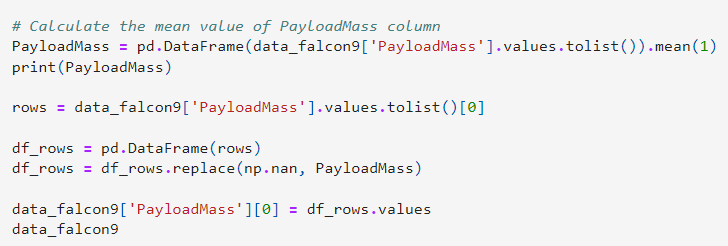 # Calculate the mean value of PayloadMass column
PayloadMass = pd.DataFrame(data_falcon9['PayloadMass'].values.tolist()).mean(1)
print(PayloadMass)
rows = data_falcon9['PayloadMass'].values.tolist()[0]
df_rows = pd.DataFrame(rows)
df_rows = df_rows.replace(np.nan, PayloadMass)
data_falcon9['PayloadMass'][0] = df_rows.values
data_falcon9